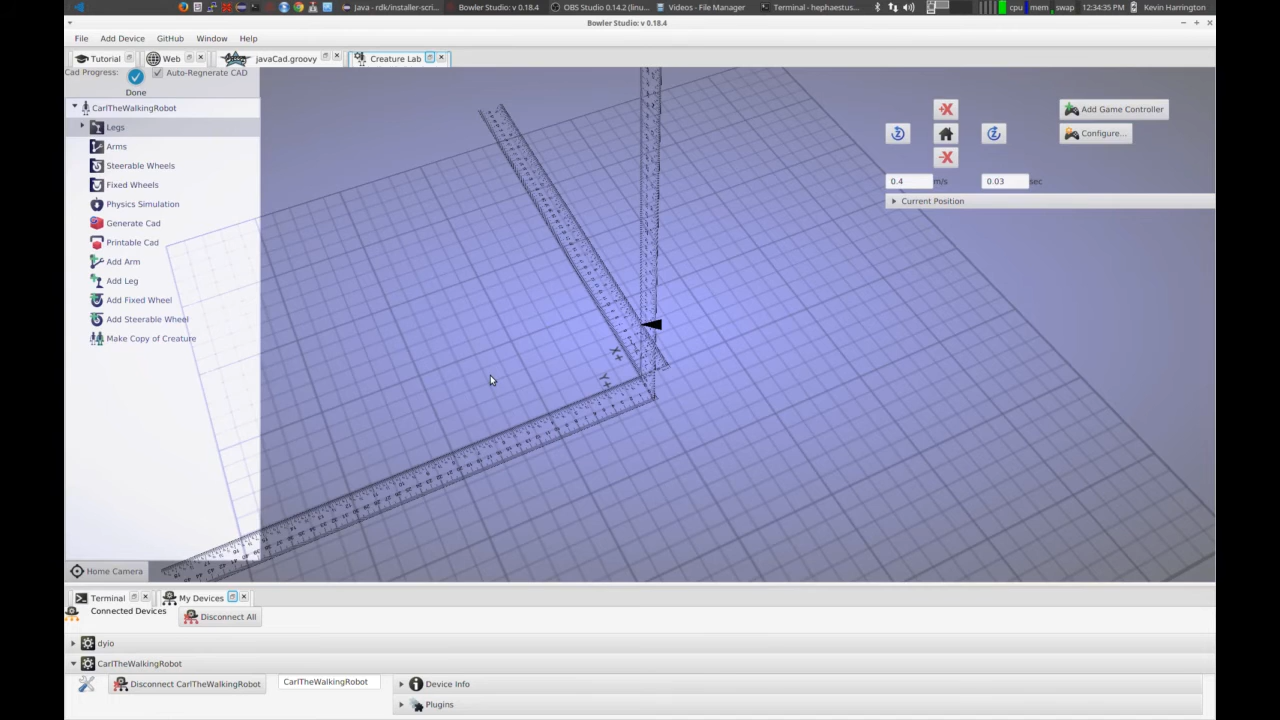 Java - rdk/installer-scri...
Bowler Studio: v 0.18.4
OBS Studio 0.14.2 (linu...
Videos - File Manager
Terminal - hephaestus...
cpu
mem
swap
12:34:35 PM
Kevin Harrington
Bowler Studio: v 0.18.4
File
Add Device
GitHub
Window
Help
Tutorial
Web
javaCad.groovy
Creature Lab
Cad Progress:
Auto-Regnerate CAD
Done
CarlTheWalkingRobot
Legs
Arms
Steerable Wheels
Fixed Wheels
Physics Simulation
Generate Cad
Printable Cad
Add Arm
Add Leg
Add Fixed Wheel
Add Steerable Wheel
Make Copy of Creature
Home Camera
X+
Y+
+X
Z
Z
-X
Add Game Controller
Configure...
0.4 m/s 0.03 sec
Current Position
Terminal
My Devices
Connected Devices
Disconnect All
dyio
CarlTheWalkingRobot
Disconnect CarlTheWalkingRobot
CarlTheWalkingRobot
Device Info
Plugins